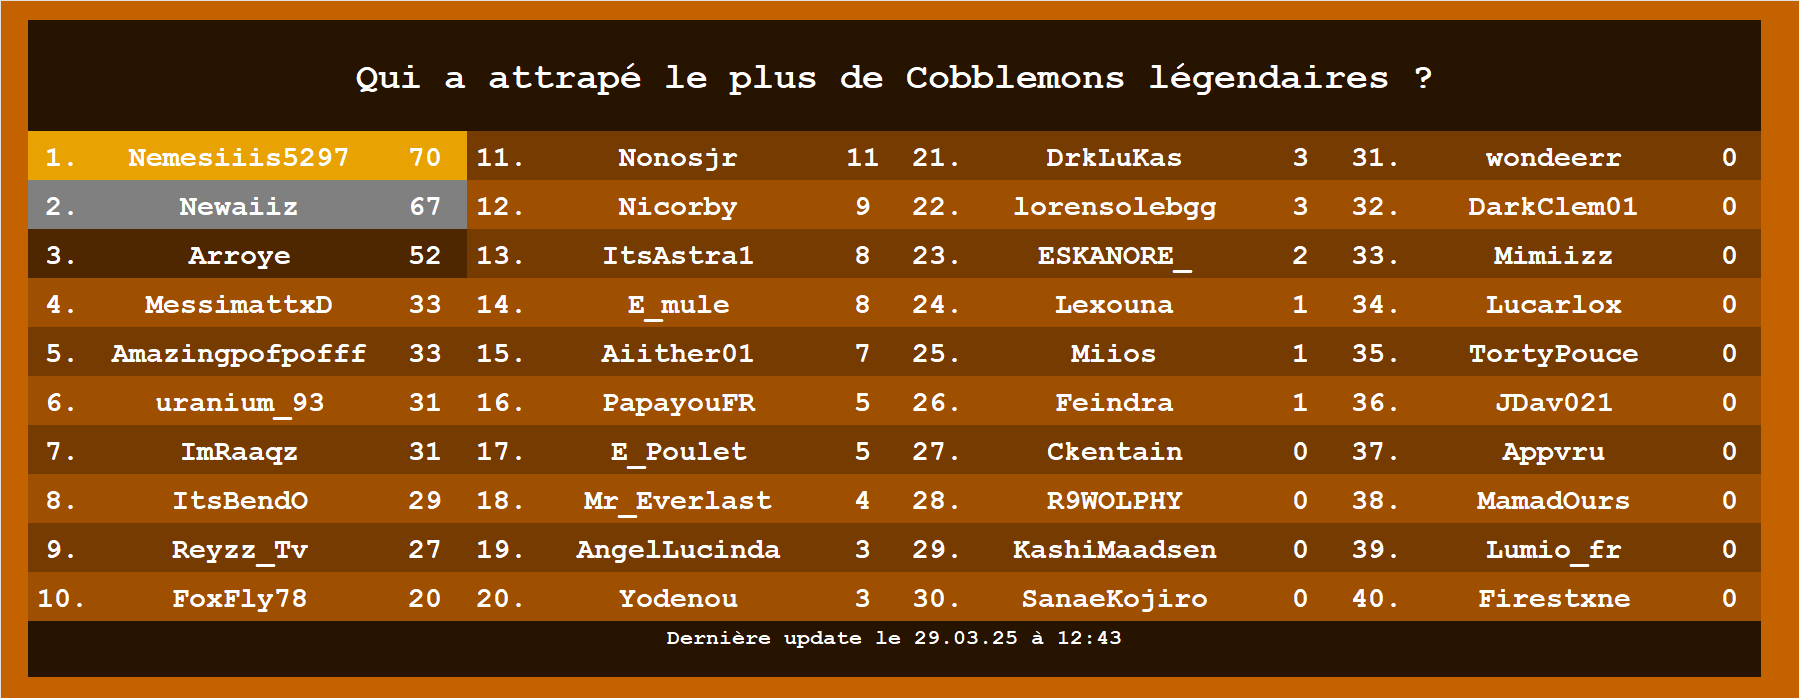 Qui a attrapé le plus de Cobblemons légendaires ?
1. Nemesiiis5297 70 11. Nonosjr 11 21. DrkLuKas 3 31. wondeerr 0
2. Newaiiz 67 12. Nicorby 9 22. lorensolebgg 3 32. DarkClem01 0
3. Arroye 52 13. ItsAstra1 8 23. ESKANORE_ 2 33. Mimiizz 0
4. MessimattxD 33 14. E_mule 8 24. Lexouna 1 34. Lucarlox 0
5. Amazingpofpofff 33 15. Aiither01 7 25. Miios 1 35. TortyPouce 0
6. uranium_93 31 16. PapayouFR 5 26. Feindra 1 36. JDav021 0
7. ImRaaqz 31 17. E_Poulet 5 27. Ckentain 0 37. Appvru 0
8. ItsBendO 29 18. Mr_Everlast 4 28. R9WOLPHY 0 38. MamadOurs 0
9. Reyzz_Tv 27 19. AngelLucinda 3 29. KashiMaadsen 0 39. Lumio_fr 0
10. FoxFly78 20 20. Yodenou 3 30. SanaeKojiro 0 40. Firestxne 0
Dernière update le 29.03.25 à 12:43